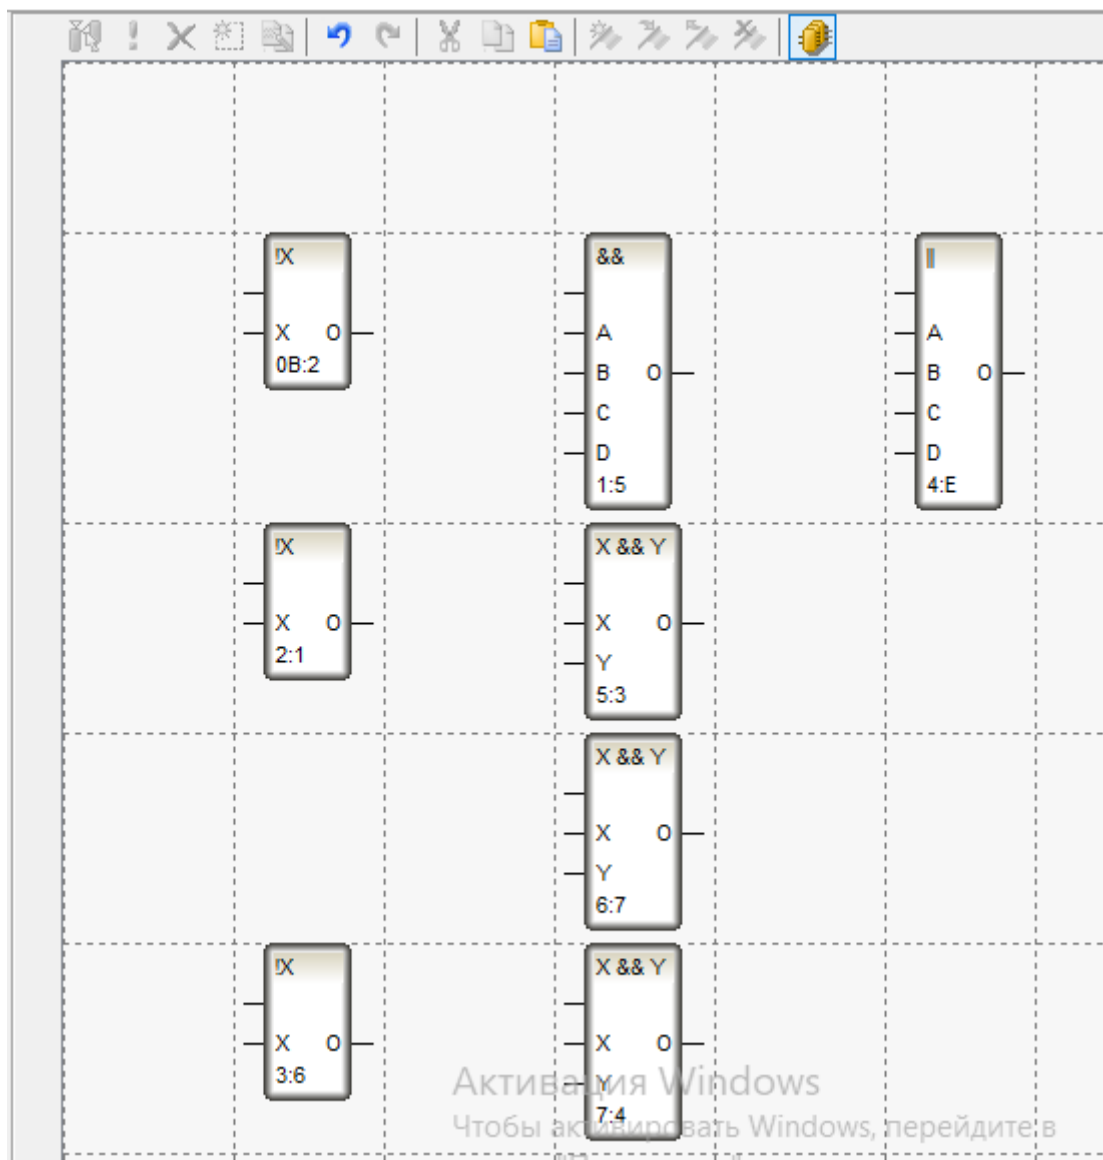 !X
X O
0B:2
&&
A
B O
C
D
1:5
||
A
B O
C
D
4:E
!X
X O
2:1
X && Y
X O
Y
5:3
X && Y
X O
Y
6:7
!X
X O
3:6
X && Y
X O
Y
7:4
Активация Windows
Чтобы активировать Windows, перейдите в